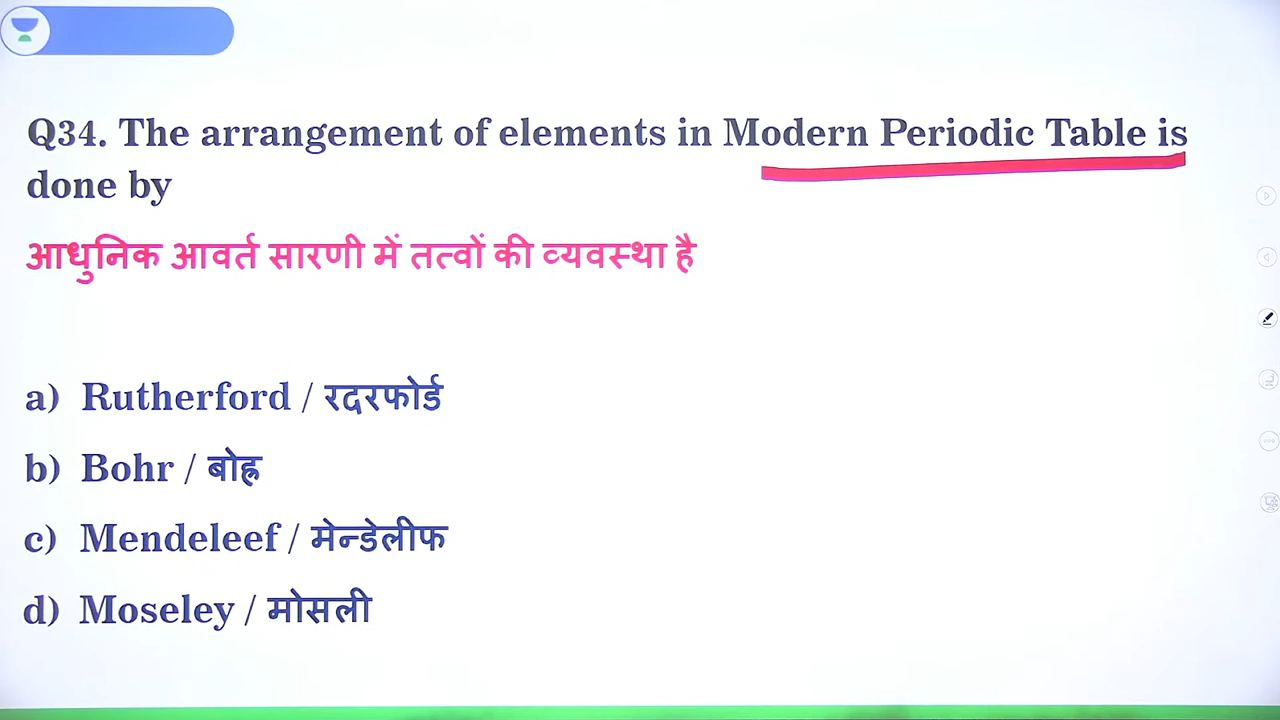 Q34. The arrangement of elements in Modern Periodic Table is
done by
आधुनिक आवर्त सारणी में तत्वों की व्यवस्था है
a) Rutherford / रदरफोर्ड
b) Bohr / बोह्र
c) Mendeleef / मेन्डेलीफ
d) Moseley / मोसली